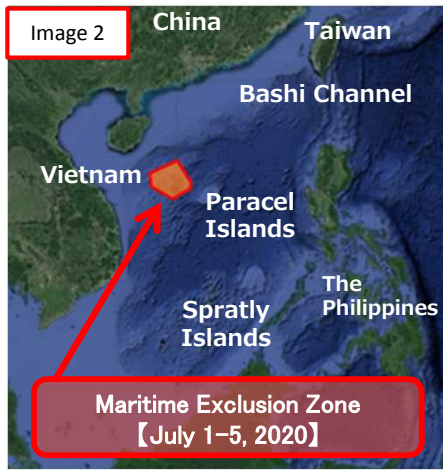 Image 2
China
Taiwan
Bashi Channel
Vietnam
Paracel
Islands
The
Philippines
Spratly
Islands
Maritime Exclusion Zone
【July 1-5, 2020】